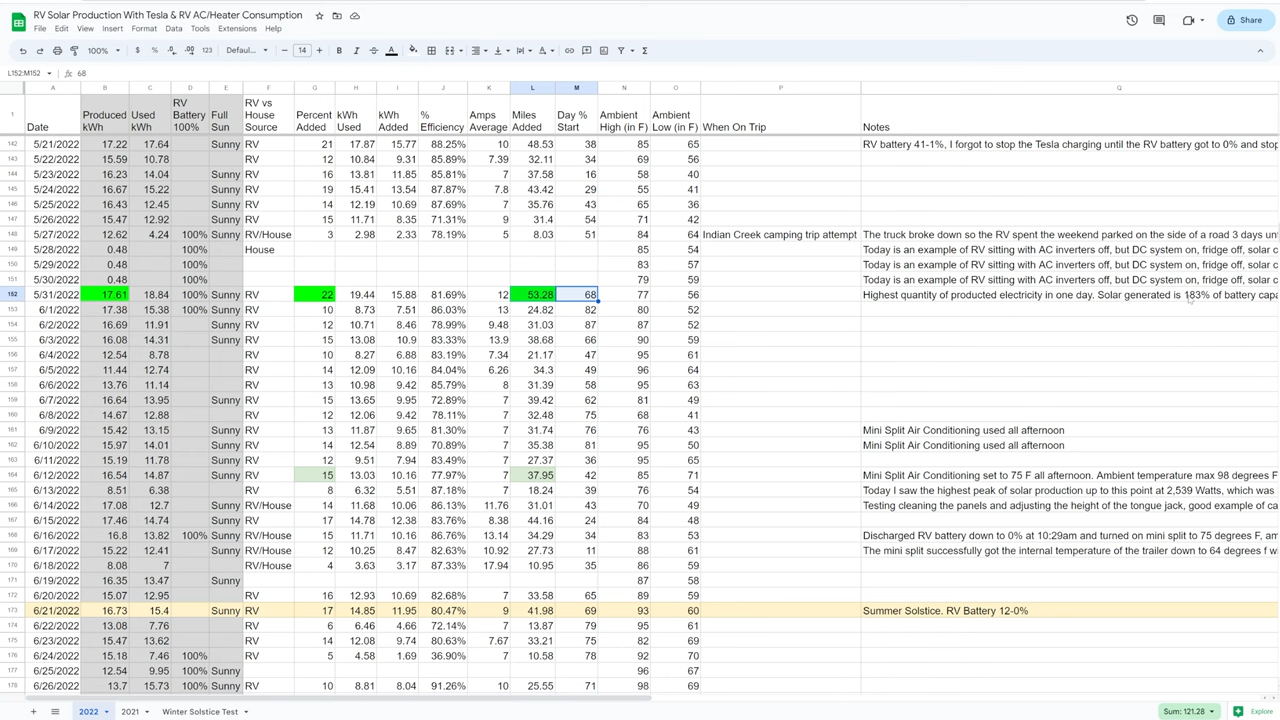 RV Solar Production With Tesla & RV AC/Heater Consumption
File Edit View Insert Format Data Tools Extensions Help
Share
100% $ % .0 .00 123 Defaul... 14 B I A
L152:M152 fx 68
A B C D E F G H I J K L M N O P Q
1 Date Produced kWh Used kWh RV Battery 100% Full Sun RV vs House Source Percent Added kWh Used kWh Added % Efficiency Amps Average Miles Added Day % Start Ambient High (in F) Ambient Low (in F) When On Trip Notes
142 5/21/2022 17.22 17.64 Sunny RV 21 17.87 15.77 88.25% 10 48.53 38 85 65 RV battery 41-1%, I forgot to stop the Tesla charging until the RV battery got to 0% and stop
143 5/22/2022 15.59 10.78 RV 12 10.84 9.31 85.89% 7.39 32.11 34 69 56
144 5/23/2022 16.23 14.04 Sunny RV 16 13.81 11.85 85.81% 7 37.58 16 58 40
145 5/24/2022 16.67 15.22 Sunny RV 19 15.41 13.54 87.87% 7.8 43.42 29 55 41
146 5/25/2022 16.43 12.45 Sunny RV 14 12.19 10.69 87.69% 7 35.76 43 65 36
147 5/26/2022 15.47 12.92 Sunny RV 15 11.71 8.35 71.31% 9 31.4 54 71 42
148 5/27/2022 12.62 4.24 100% Sunny RV/House 3 2.98 2.33 78.19% 5 8.03 51 84 64 Indian Creek camping trip attempt The truck broke down so the RV spent the weekend parked on the side of a road 3 days unt
149 5/28/2022 0.48 100% House 85 54 Today is an example of RV sitting with AC inverters off, but DC system on, fridge off, solar c
150 5/29/2022 0.48 100% 83 57 Today is an example of RV sitting with AC inverters off, but DC system on, fridge off, solar c
151 5/30/2022 0.48 100% 79 59 Today is an example of RV sitting with AC inverters off, but DC system on, fridge off, solar c
152 5/31/2022 17.61 18.84 100% Sunny RV 22 19.44 15.88 81.69% 12 53.28 68 77 56 Highest quantity of produced electricity in one day. Solar generated is 183% of battery capa
153 6/1/2022 17.38 15.38 100% Sunny RV 10 8.73 7.51 86.03% 13 24.82 82 80 52
154 6/2/2022 16.69 11.91 Sunny RV 12 10.71 8.46 78.99% 9.48 31.03 87 87 52
155 6/3/2022 16.08 14.31 Sunny RV 15 13.08 10.9 83.33% 13.9 38.68 66 90 59
156 6/4/2022 12.54 8.78 RV 10 8.27 6.88 83.19% 7.34 21.17 47 95 61
157 6/5/2022 11.44 12.74 RV 14 12.09 10.16 84.04% 6.26 34.3 49 96 64
158 6/6/2022 13.76 11.14 RV 13 10.98 9.42 85.79% 8 31.39 58 95 63
159 6/7/2022 16.64 13.95 Sunny RV 15 13.65 9.95 72.89% 7 39.42 62 81 49
160 6/8/2022 14.67 12.88 RV 12 12.06 9.42 78.11% 7 32.48 75 68 41
161 6/9/2022 15.42 13.15 Sunny RV 13 11.87 9.65 81.30% 7 31.74 76 76 43 Mini Split Air Conditioning used all afternoon
162 6/10/2022 15.97 14.01 Sunny RV 14 12.54 8.89 70.89% 7 35.38 81 95 50 Mini Split Air Conditioning used all afternoon
163 6/11/2022 15.19 11.78 Sunny RV 12 9.51 7.94 83.49% 7 27.37 36 95 65
164 6/12/2022 16.54 14.87 Sunny RV 15 13.03 10.16 77.97% 7 37.95 42 85 71 Mini Split Air Conditioning set to 75 F all afternoon. Ambient temperature max 98 degrees F
165 6/13/2022 8.51 6.38 RV 8 6.32 5.51 87.18% 7 18.24 39 76 54 Today I saw the highest peak of solar production up to this point at 2,539 Watts, which was
166 6/14/2022 17.08 12.7 Sunny RV/House 14 11.68 10.06 86.13% 11.76 31.01 43 70 49 Testing cleaning the panels and adjusting the height of the tongue jack, good example of ca
167 6/15/2022 17.46 14.74 Sunny RV 17 14.78 12.38 83.76% 8.38 44.16 24 84 48
168 6/16/2022 16.8 13.82 100% Sunny RV/House 15 11.71 10.16 86.76% 13.14 34.29 34 83 53 Discharged RV battery down to 0% at 10:29am and turned on mini split to 75 degrees F, am
169 6/17/2022 15.22 12.41 Sunny RV/House 12 10.25 8.47 82.63% 10.92 27.73 11 88 61 The mini split successfully got the internal temperature of the trailer down to 64 degrees f w
170 6/18/2022 8.08 7 RV/House 4 3.63 3.17 87.33% 17.94 10.95 35 86 59
171 6/19/2022 16.35 13.47 Sunny 87 58
172 6/20/2022 15.07 12.95 RV 16 12.93 10.69 82.68% 7 33.58 65 89 59
173 6/21/2022 16.73 15.4 Sunny RV 17 14.85 11.95 80.47% 9 41.98 69 93 60 Summer Solstice. RV Battery 12-0%
174 6/22/2022 13.08 7.76 RV 6 6.46 4.66 72.14% 7 13.87 79 95 61
175 6/23/2022 15.47 13.62 RV 14 12.08 9.74 80.63% 7.67 33.21 75 82 69
176 6/24/2022 15.18 7.46 100% RV 5 4.58 1.69 36.90% 7 10.58 78 92 70
177 6/25/2022 12.54 9.95 100% Sunny 96 67
178 6/26/2022 13.7 15.73 100% Sunny RV 10 8.81 8.04 91.26% 10 25.55 71 98 69
2022 2021 Winter Solstice Test Sum: 121.28 Explore